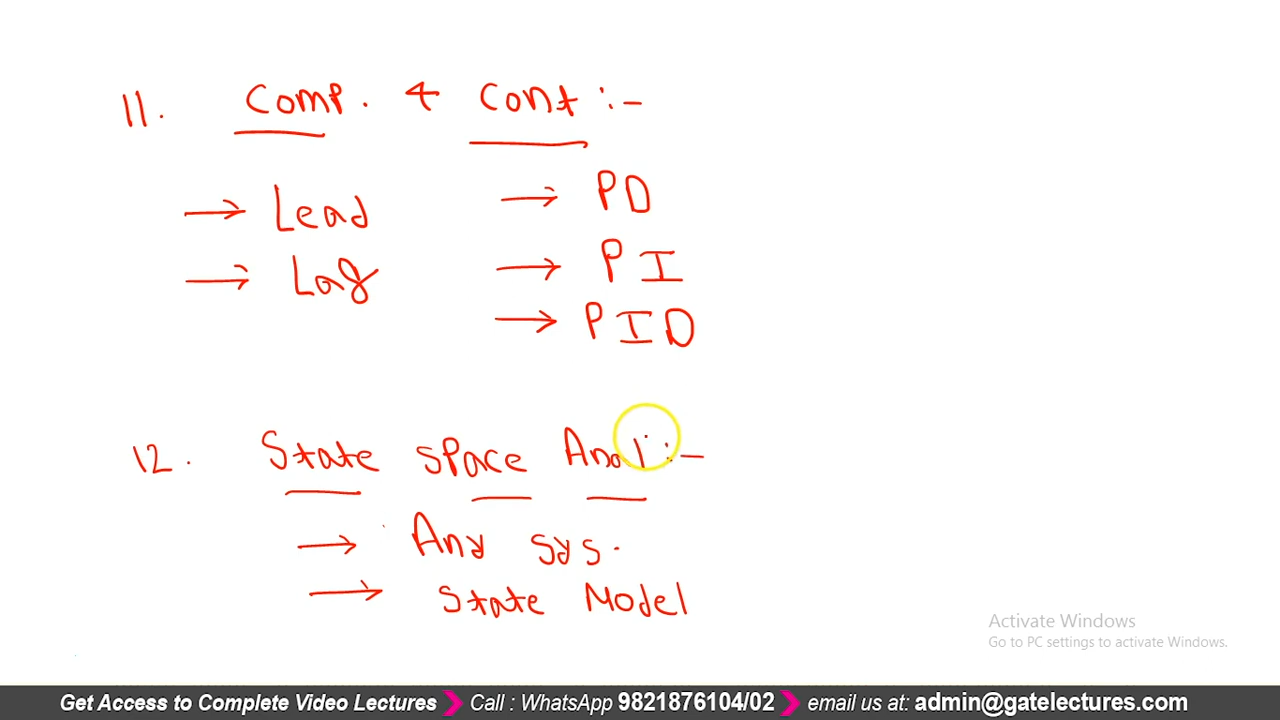 11. Comp. & Cont :-
→ Lead → PD
→ Lag → PI
→ PID
12. State space Anal :-
→ Any sys.
→ State Model
Activate Windows
Go to PC settings to activate Windows.
Get Access to Complete Video Lectures Call : WhatsApp 9821876104/02 email us at: admin@gatelectures.com